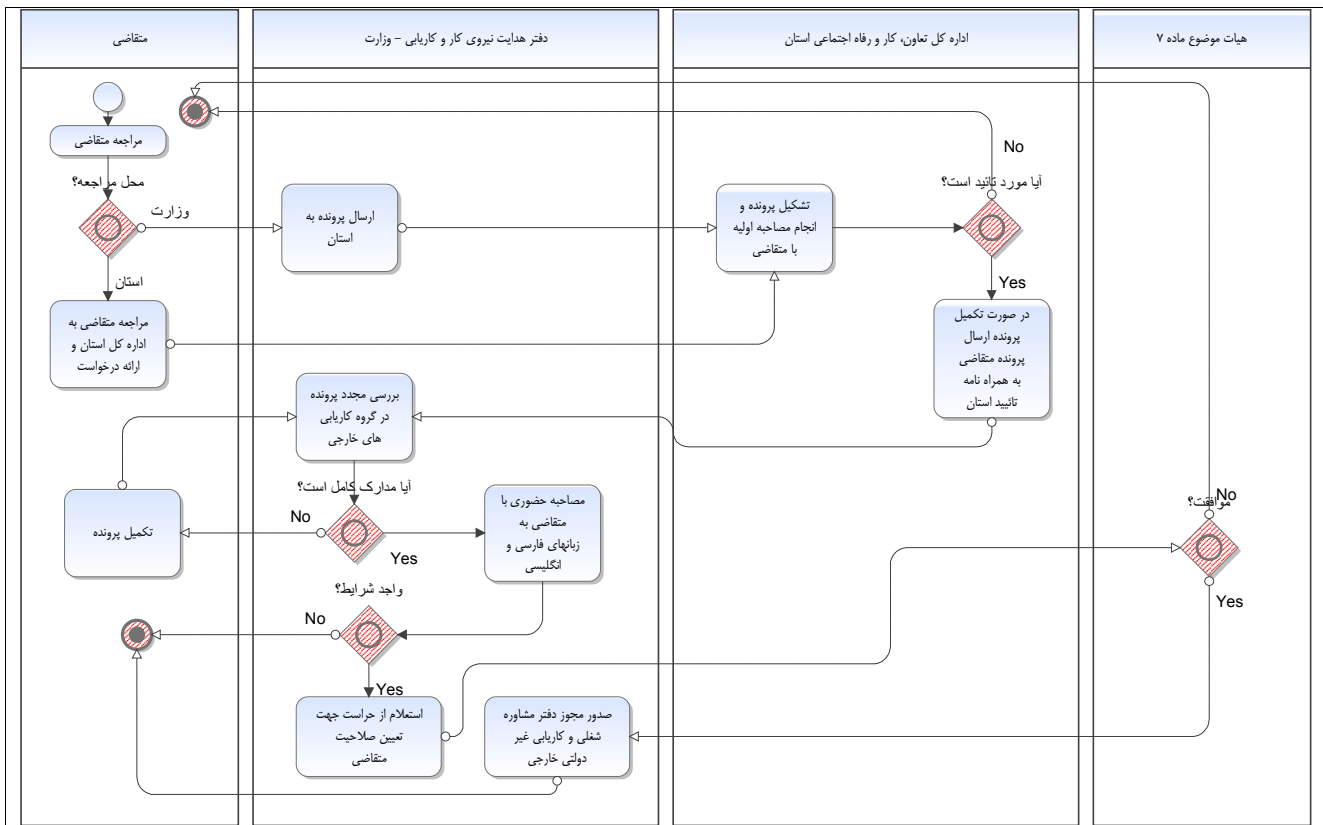 متقاضی
دفتر هدایت نیروی کار و کاریابی – وزارت
اداره کل تعاون، کار و رفاه اجتماعی استان
هیات موضوع ماده ۷
مراجعه متقاضی
محل مراجعه؟
وزارت
استان
مراجعه متقاضی به
اداره کل استان و
ارائه درخواست
ارسال پرونده به
استان
تشکیل پرونده و
انجام مصاحبه اولیه
با متقاضی
آیا مورد تائید است؟
No
Yes
در صورت تکمیل
پرونده ارسال
پرونده متقاضی
به همراه نامه
تائیید استان
بررسی مجدد پرونده
در گروه کاریابی
های خارجی
آیا مدارک کامل است؟
No
Yes
تکمیل پرونده
مصاحبه حضوری با
متقاضی به
زبانهای فارسی و
انگلیسی
واجد شرایط؟
No
Yes
استعلام از حراست جهت
تعیین صلاحیت
متقاضی
موافقت؟
No
Yes
صدور مجوز دفتر مشاوره
شغلی و کاریابی غیر
دولتی خارجی